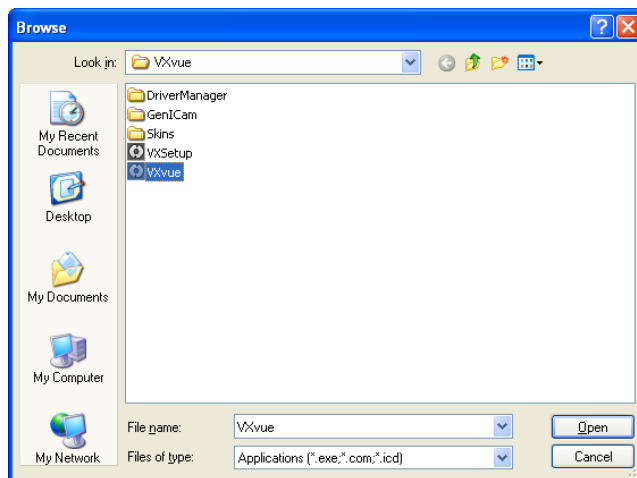 Browse
Look in: VXvue
DriverManager
GenICam
Skins
VXSetup
VXvue
My Recent
Documents
Desktop
My Documents
My Computer
My Network
File name: VXvue Open
Files of type: Applications (*.exe;*.com;*.icd) Cancel